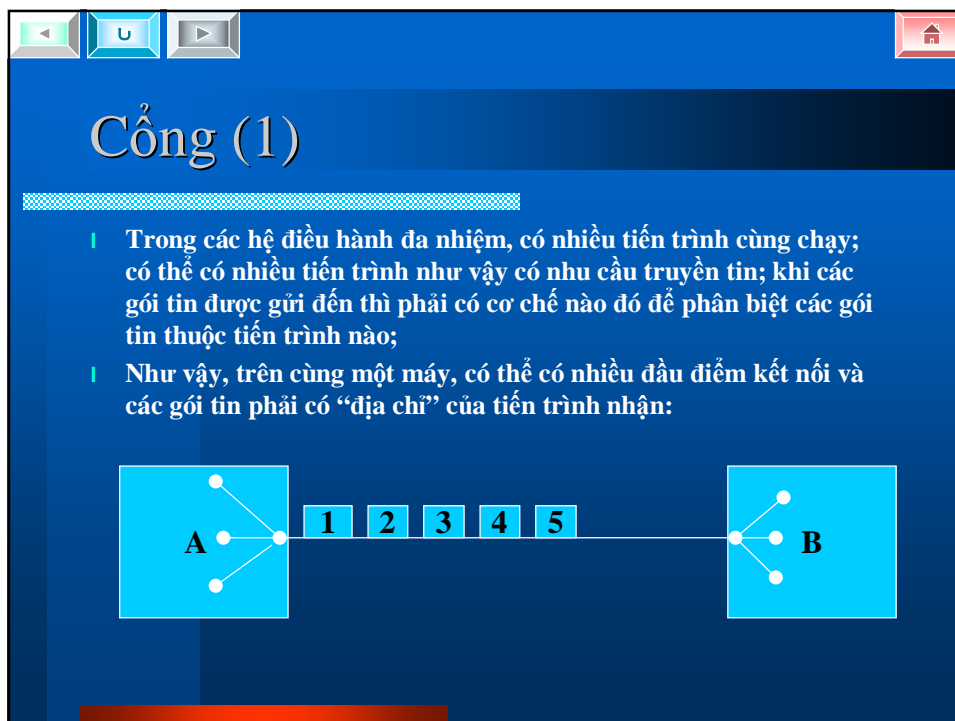 Cổng (1)
Trong các hệ điều hành đa nhiệm, có nhiều tiến trình cùng chạy;
có thể có nhiều tiến trình như vậy có nhu cầu truyền tin; khi các
gói tin được gửi đến thì phải có cơ chế nào đó để phân biệt các gói
tin thuộc tiến trình nào;
Như vậy, trên cùng một máy, có thể có nhiều đầu điểm kết nối và
các gói tin phải có “địa chỉ” của tiến trình nhận:
A 1 2 3 4 5 B